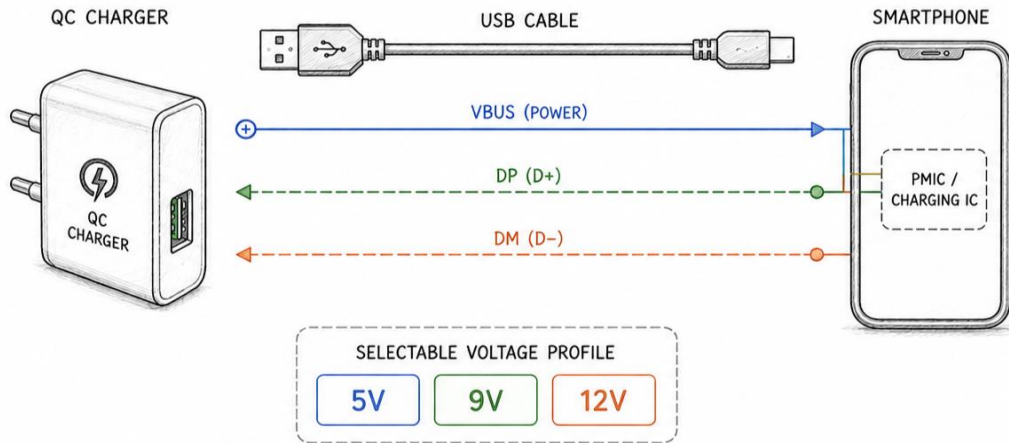 QC CHARGER
USB CABLE
SMARTPHONE
VBUS (POWER)
DP (D+)
DM (D−)
QC
CHARGER
PMIC /
CHARGING IC
SELECTABLE VOLTAGE PROFILE
5V
9V
12V